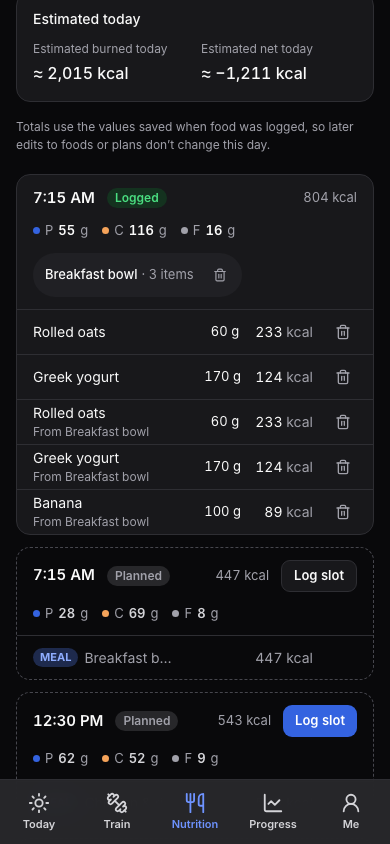 Estimated today
Estimated burned today Estimated net today
≈ 2,015 kcal ≈ −1,211 kcal
Totals use the values saved when food was logged, so later
edits to foods or plans don’t change this day.
7:15 AM Logged 804 kcal
P 55 g C 116 g F 16 g
Breakfast bowl · 3 items
Rolled oats 60 g 233 kcal
Greek yogurt 170 g 124 kcal
Rolled oats 60 g 233 kcal
From Breakfast bowl
Greek yogurt 170 g 124 kcal
From Breakfast bowl
Banana 100 g 89 kcal
From Breakfast bowl
7:15 AM Planned 447 kcal Log slot
P 28 g C 69 g F 8 g
MEAL Breakfast b... 447 kcal
12:30 PM Planned 543 kcal Log slot
P 62 g C 52 g F 9 g
Today Train Nutrition Progress Me